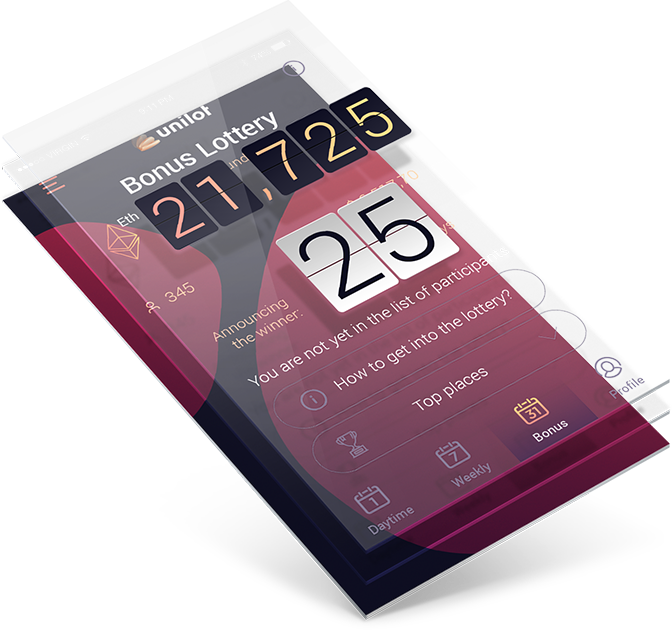 unilot
Bonus Lottery
Eth
21,725
345
Announcing
the winner:
25
You are not yet in the list of participants
How to get into the lottery?
Top places
1
Daytime
7
Weekly
31
Bonus
Profile